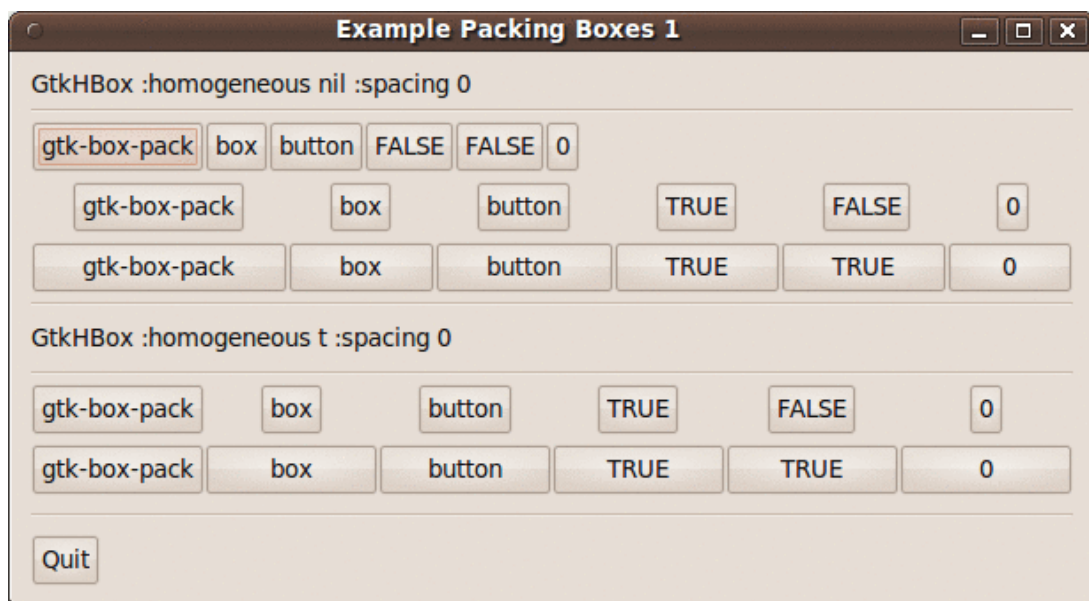 Example Packing Boxes 1
GtkHBox :homogeneous nil :spacing 0
gtk-box-pack box button FALSE FALSE 0
gtk-box-pack box button TRUE FALSE 0
gtk-box-pack box button TRUE TRUE 0
GtkHBox :homogeneous t :spacing 0
gtk-box-pack box button TRUE FALSE 0
gtk-box-pack box button TRUE TRUE 0
Quit